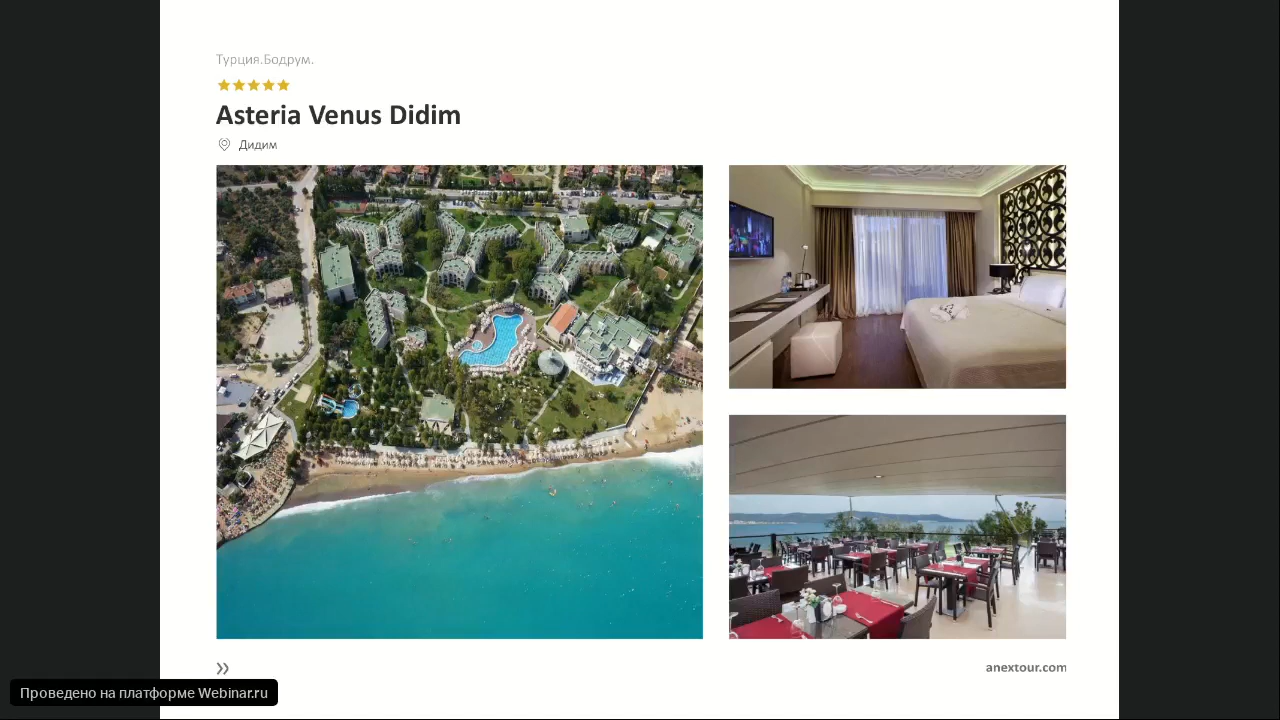 Турция.Бодрум.
Asteria Venus Didim
Дидим
anextour.com
Проведено на платформе Webinar.ru